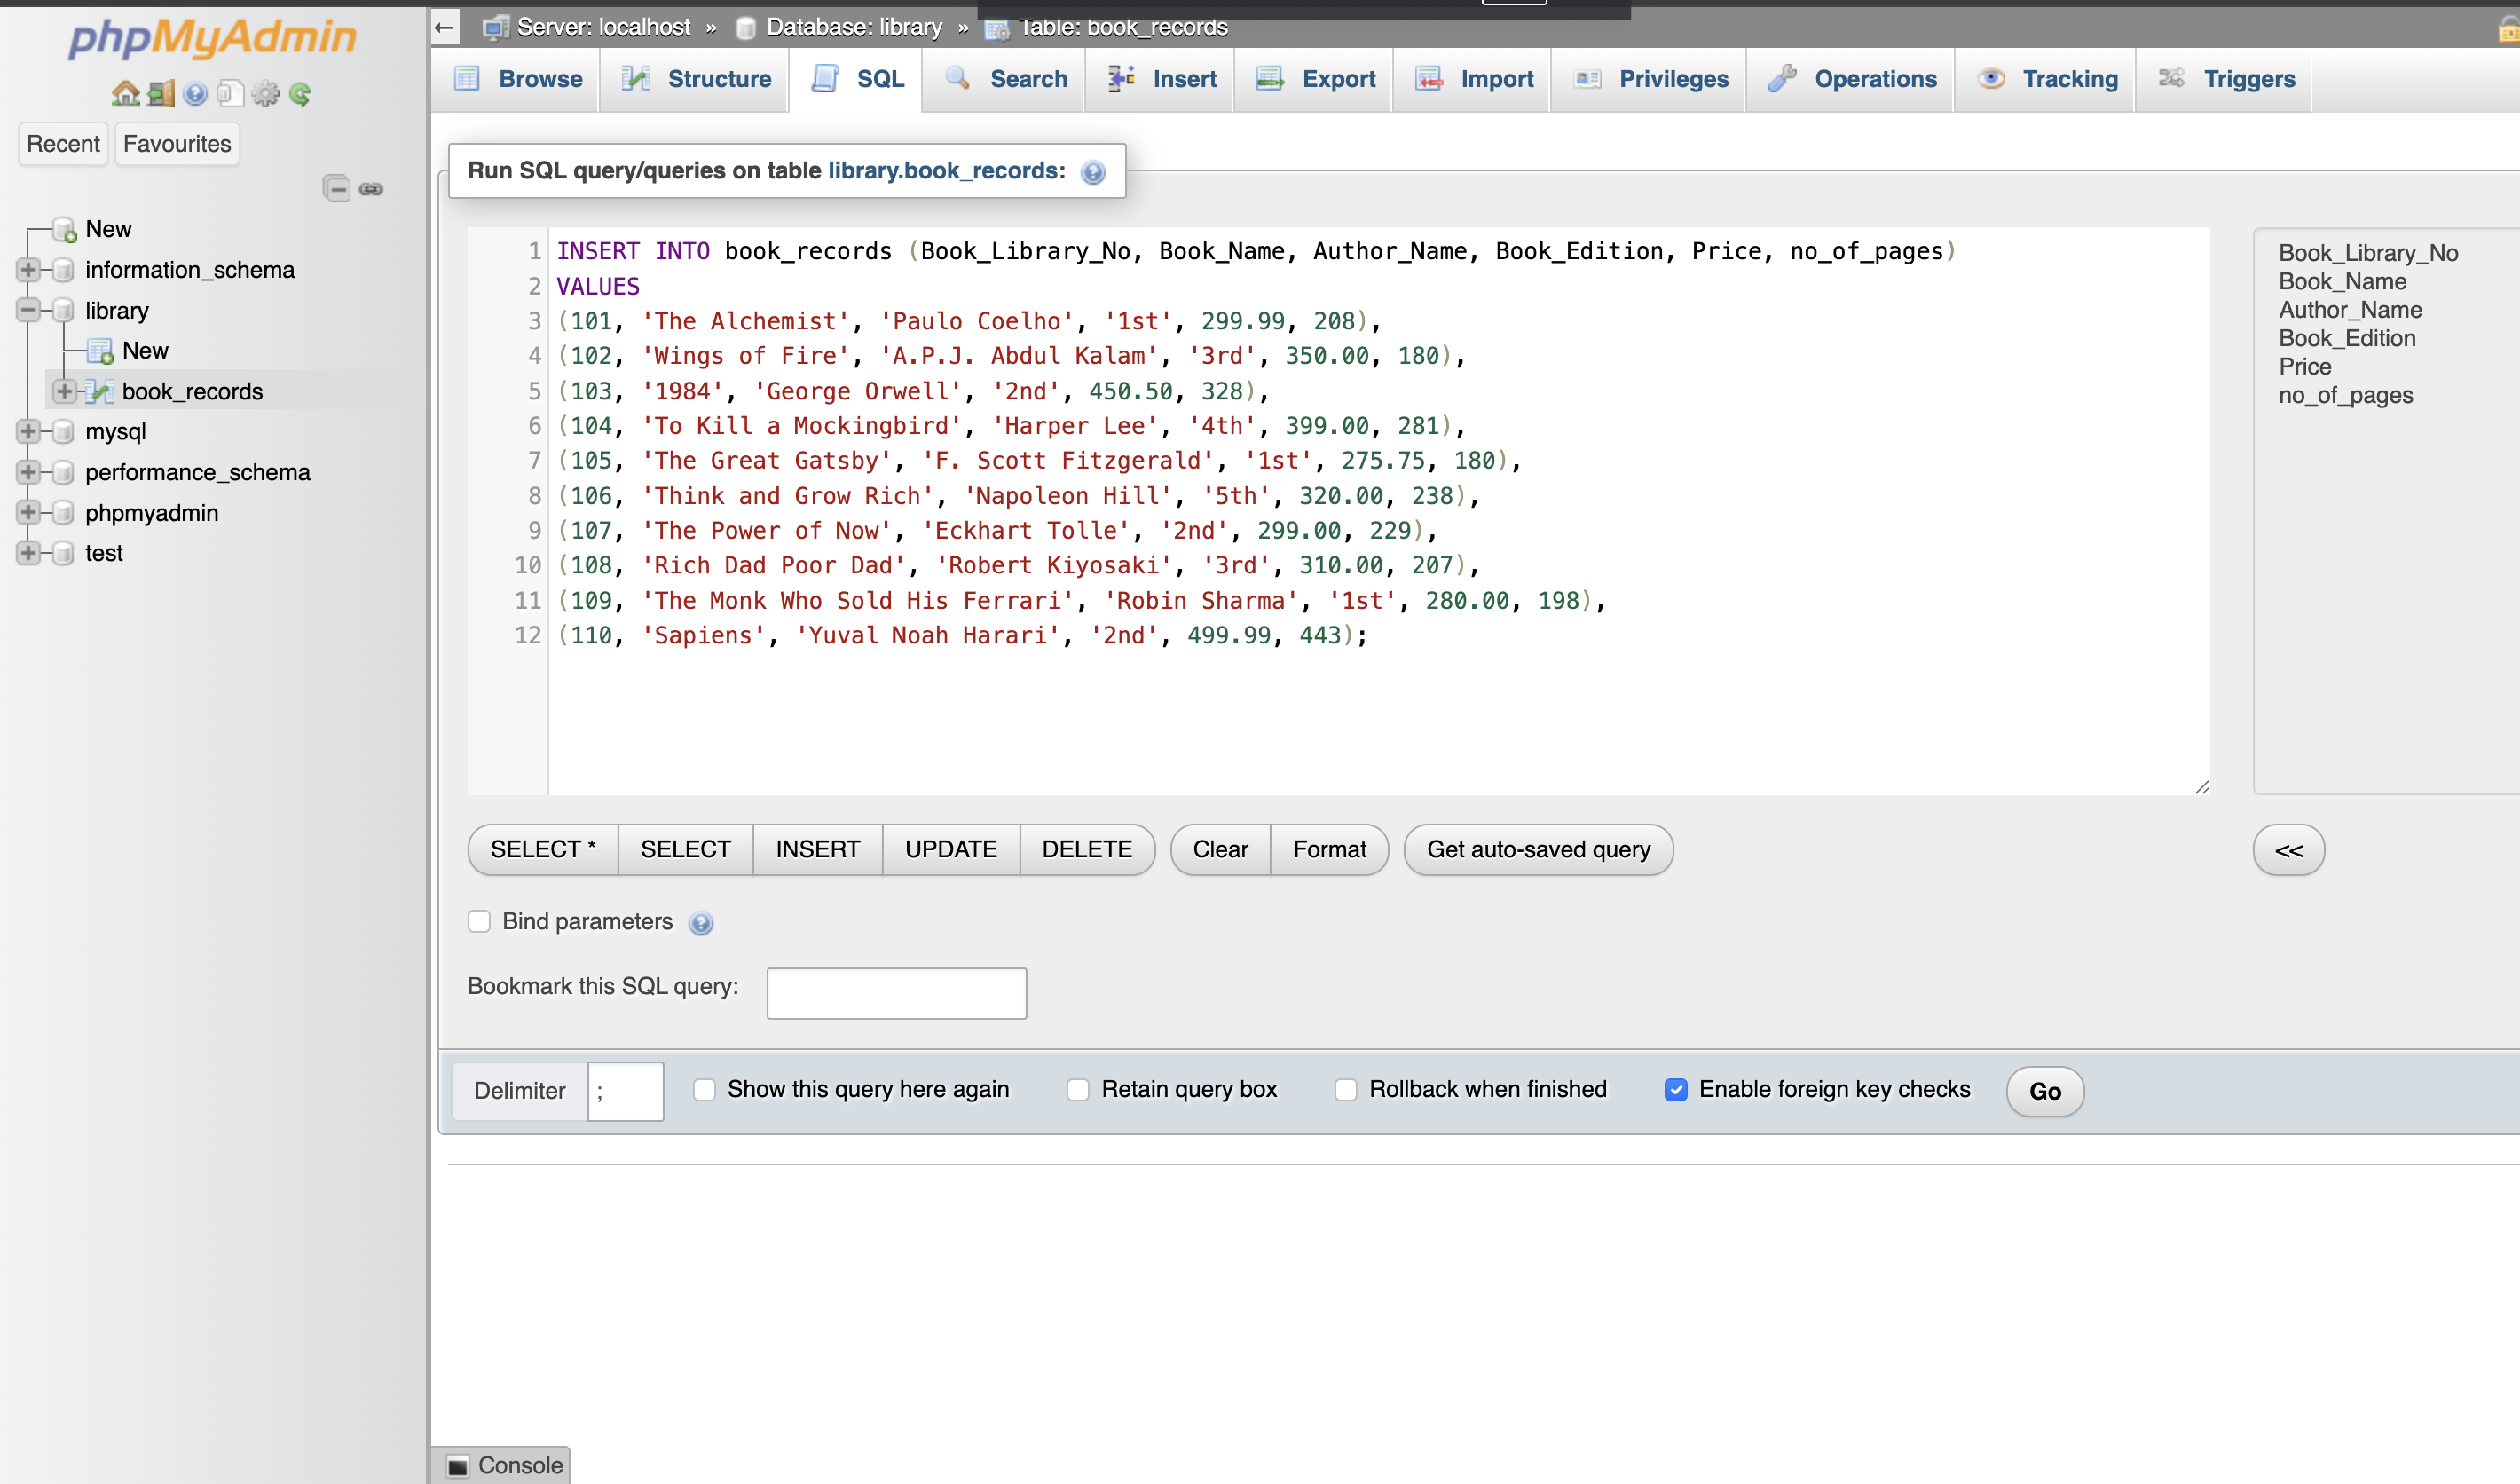 phpMyAdmin
Recent Favourites
New
information_schema
library
New
book_records
mysql
performance_schema
phpmyadmin
test
Server: localhost » Database: library » Table: book_records
Browse Structure SQL Search Insert Export Import Privileges Operations Tracking Triggers
Run SQL query/queries on table library.book_records:
1 INSERT INTO book_records (Book_Library_No, Book_Name, Author_Name, Book_Edition, Price, no_of_pages)
2 VALUES
3 (101, 'The Alchemist', 'Paulo Coelho', '1st', 299.99, 208),
4 (102, 'Wings of Fire', 'A.P.J. Abdul Kalam', '3rd', 350.00, 180),
5 (103, '1984', 'George Orwell', '2nd', 450.50, 328),
6 (104, 'To Kill a Mockingbird', 'Harper Lee', '4th', 399.00, 281),
7 (105, 'The Great Gatsby', 'F. Scott Fitzgerald', '1st', 275.75, 180),
8 (106, 'Think and Grow Rich', 'Napoleon Hill', '5th', 320.00, 238),
9 (107, 'The Power of Now', 'Eckhart Tolle', '2nd', 299.00, 229),
10 (108, 'Rich Dad Poor Dad', 'Robert Kiyosaki', '3rd', 310.00, 207),
11 (109, 'The Monk Who Sold His Ferrari', 'Robin Sharma', '1st', 280.00, 198),
12 (110, 'Sapiens', 'Yuval Noah Harari', '2nd', 499.99, 443);
Book_Library_No
Book_Name
Author_Name
Book_Edition
Price
no_of_pages
SELECT * SELECT INSERT UPDATE DELETE Clear Format Get auto-saved query <<
Bind parameters
Bookmark this SQL query:
Delimiter ; Show this query here again Retain query box Rollback when finished Enable foreign key checks Go
Console